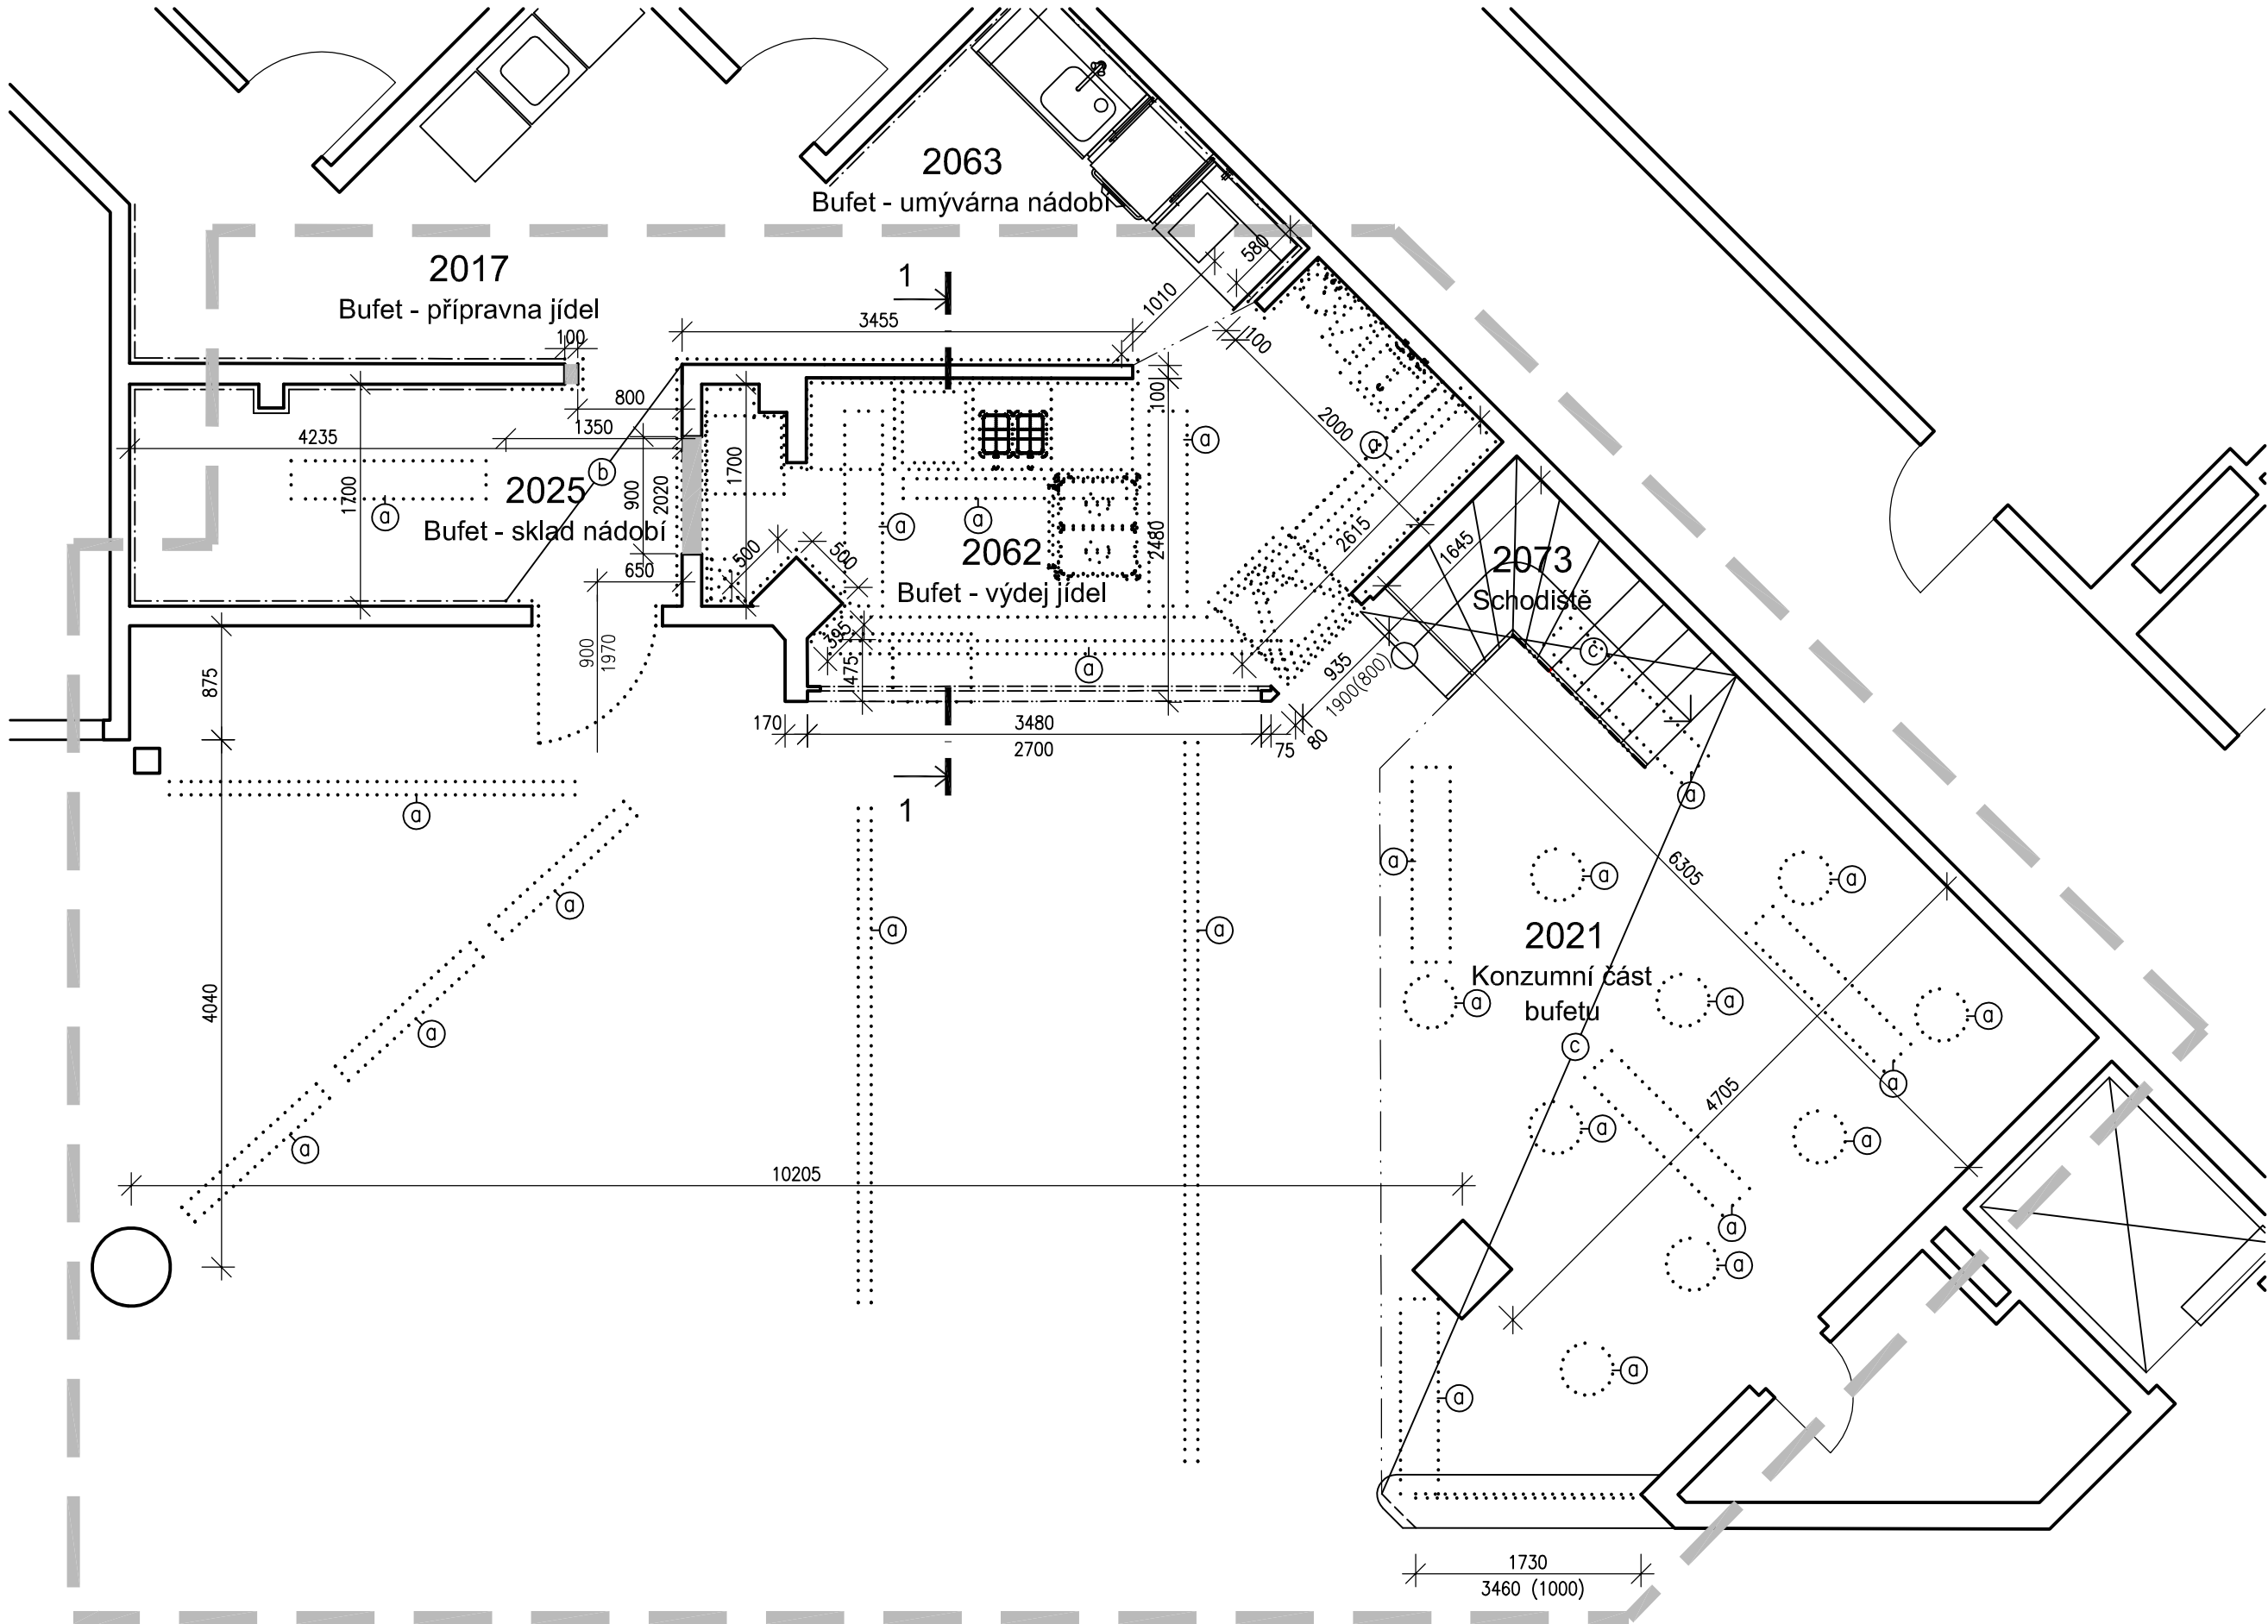 2063
Bufet - umývárna nádobí
2017
Bufet - přípravna jídel
580
1010
1
3455
100
100
100
800
1350
4235
2000
a
a
b
1700
900
2020
1700
2025
Bufet - sklad nádobí
a
a
a
2480
2615
1645
2062
Bufet - výdej jídel
500
500
2073
Schodiště
650
900
1970
395
475
a
c
935
1900(800)
875
170
3480
2700
75
80
1
a
a
a
6305
a
a
a
a
a
2021
Konzumní část
bufetu
a
a
a
4040
a
c
a
4705
a
a
a
10205
a
a
a
a
1730
3460 (1000)